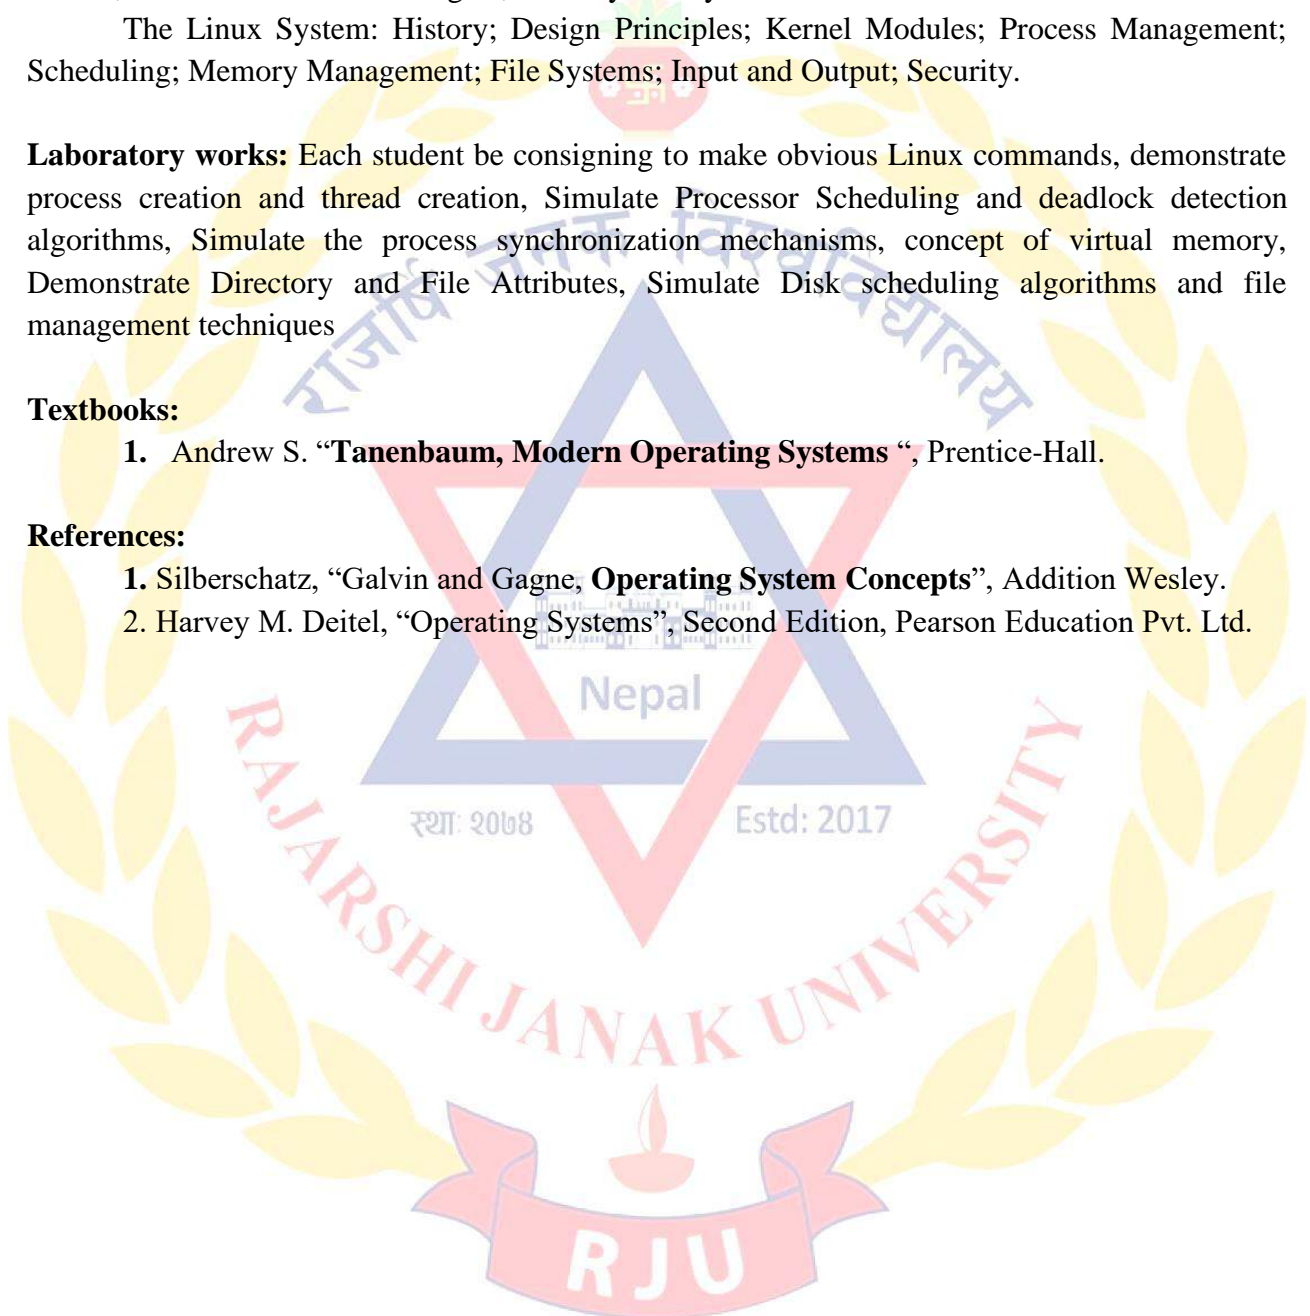 The Linux System: History; Design Principles; Kernel Modules; Process Management;
Scheduling; Memory Management; File Systems; Input and Output; Security.
Laboratory works: Each student be consigning to make obvious Linux commands, demonstrate
process creation and thread creation, Simulate Processor Scheduling and deadlock detection
algorithms, Simulate the process synchronization mechanisms, concept of virtual memory,
Demonstrate Directory and File Attributes, Simulate Disk scheduling algorithms and file
management techniques
राजर्षि जनक विश्वविद्यालय
Textbooks:
1. Andrew S. “Tanenbaum, Modern Operating Systems “, Prentice-Hall.
References:
1. Silberschatz, “Galvin and Gagne, Operating System Concepts”, Addition Wesley.
2. Harvey M. Deitel, “Operating Systems”, Second Edition, Pearson Education Pvt. Ltd.
Nepal
स्था: २०७४
Estd: 2017
RAJARSHI JANAK UNIVERSITY
RJU